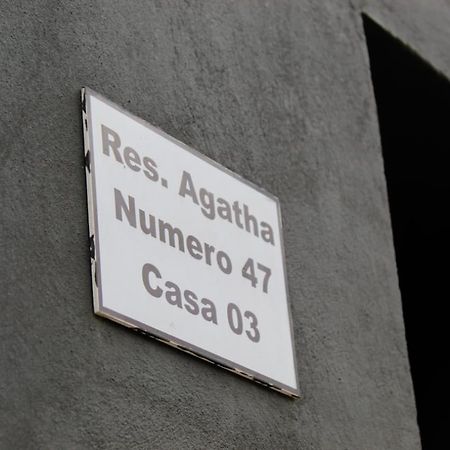 Res. Agatha
Numero 47
Casa 03